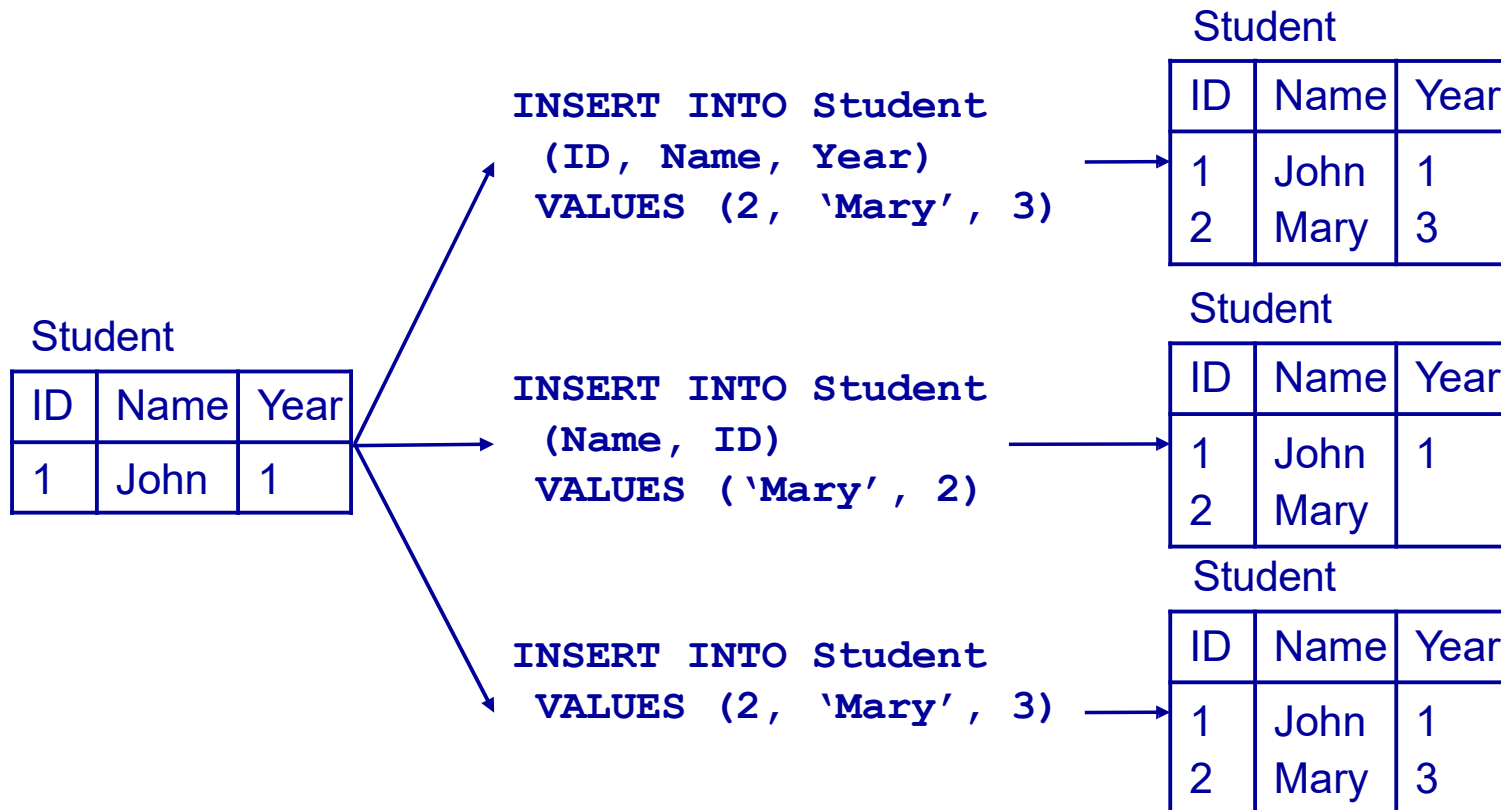 Student
ID Name Year
1 John 1
INSERT INTO Student
(ID, Name, Year)
VALUES (2, ‘Mary’, 3)
Student
ID Name Year
1 John 1
2 Mary 3
INSERT INTO Student
(Name, ID)
VALUES (‘Mary’, 2)
Student
ID Name Year
1 John 1
2 Mary
INSERT INTO Student
VALUES (2, ‘Mary’, 3)
Student
ID Name Year
1 John 1
2 Mary 3